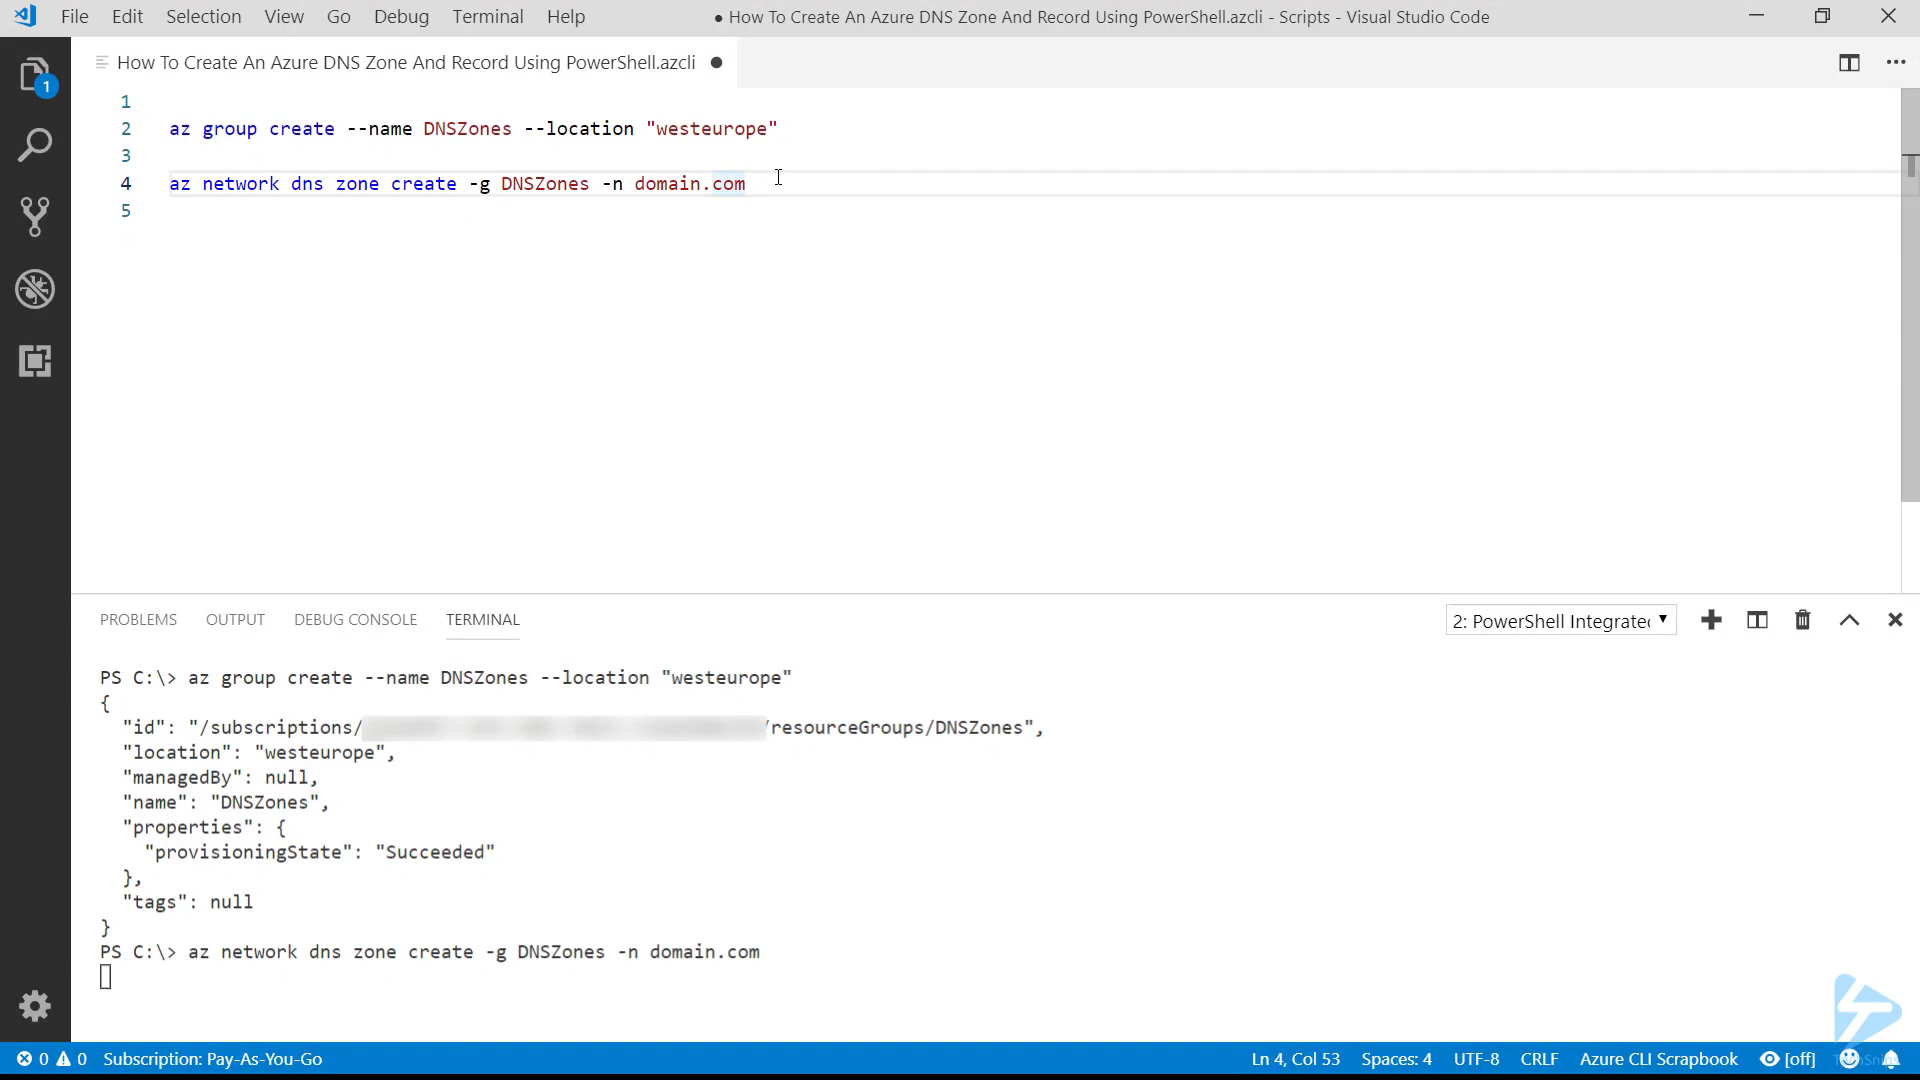 File Edit Selection View Go Debug Terminal Help
● How To Create An Azure DNS Zone And Record Using PowerShell.azcli - Scripts - Visual Studio Code
How To Create An Azure DNS Zone And Record Using PowerShell.azcli ●
1
1
2 az group create --name DNSZones --location "westeurope"
3
4 az network dns zone create -g DNSZones -n domain.com
5
PROBLEMS OUTPUT DEBUG CONSOLE TERMINAL
2: PowerShell Integrated
PS C:\> az group create --name DNSZones --location "westeurope"
{
"id": "/subscriptions/ /resourceGroups/DNSZones",
"location": "westeurope",
"managedBy": null,
"name": "DNSZones",
"properties": {
"provisioningState": "Succeeded"
},
"tags": null
}
PS C:\> az network dns zone create -g DNSZones -n domain.com
0 0 Subscription: Pay-As-You-Go
Ln 4, Col 53 Spaces: 4 UTF-8 CRLF Azure CLI Scrapbook [off]